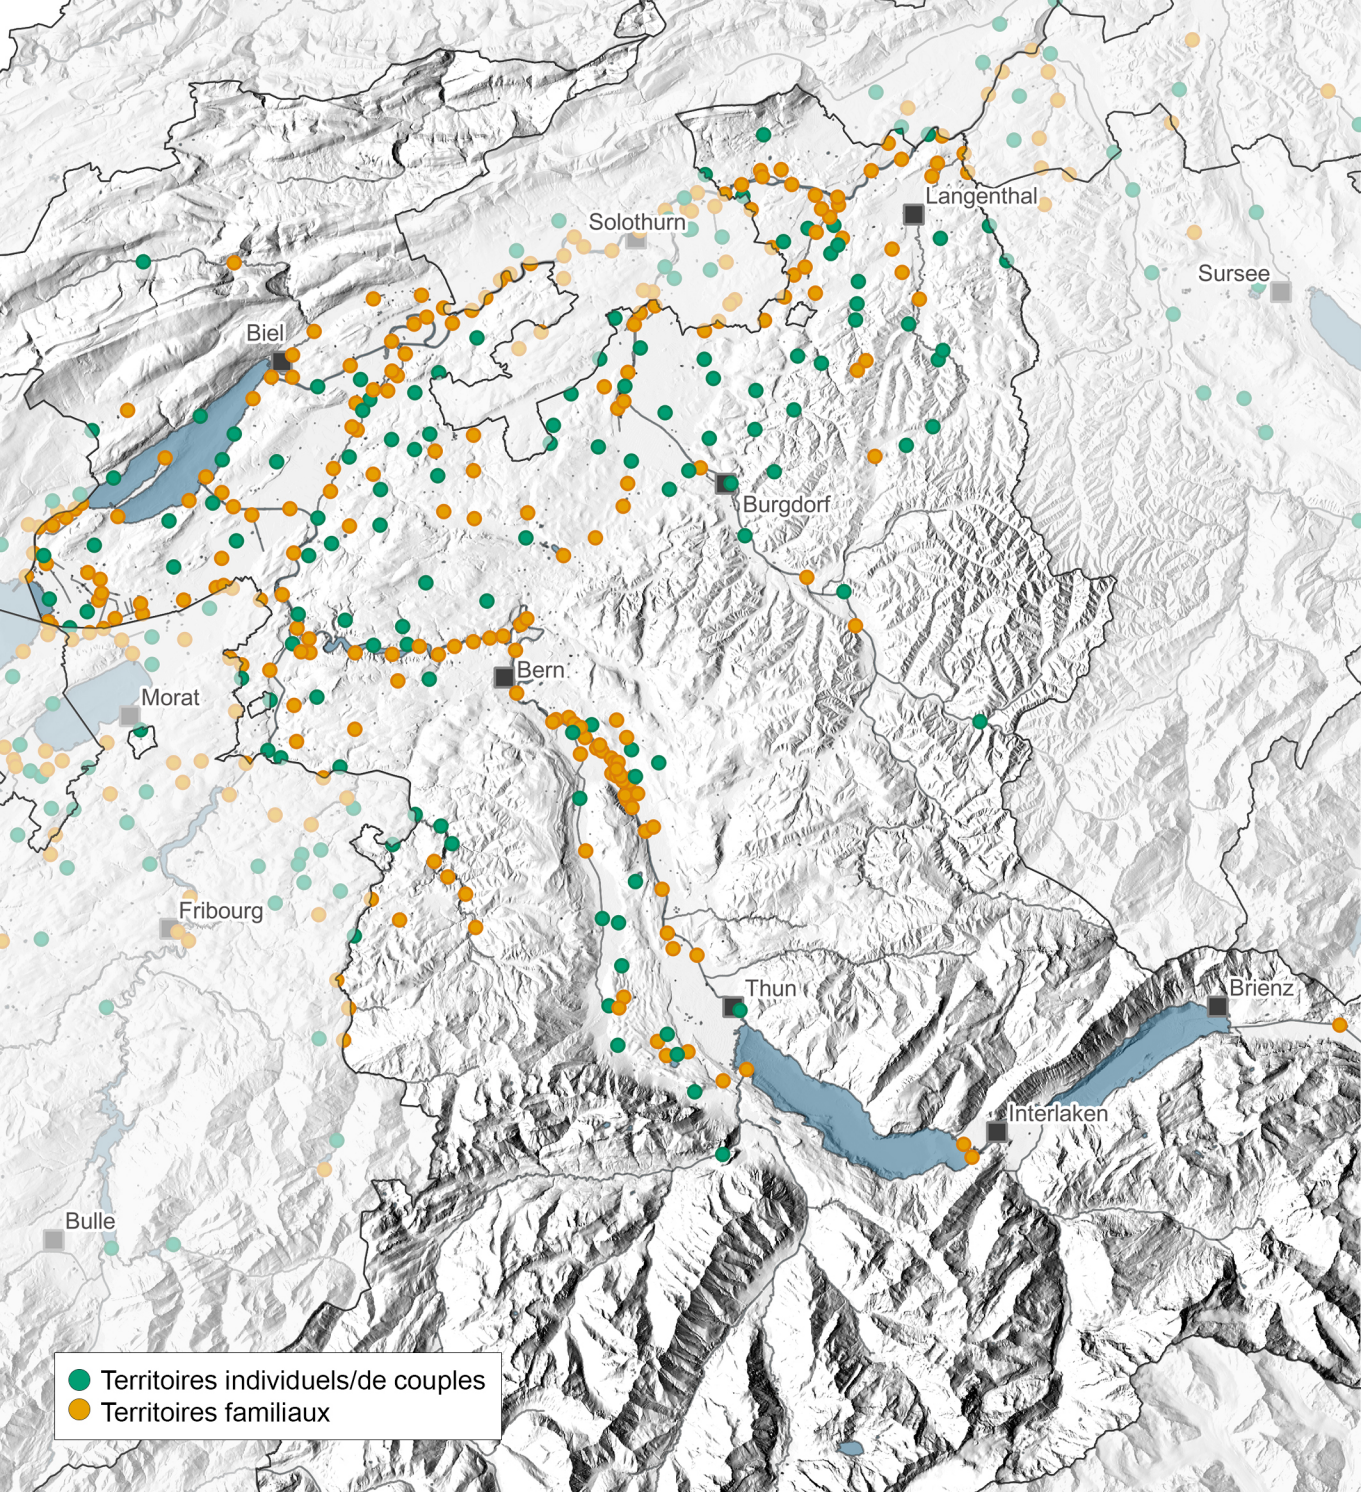 Langenthal
Solothurn
Sursee
Biel
Burgdorf
Bern
Morat
Fribourg
Thun
Brienz
Interlaken
Bulle
Territoires individuels/de couples
Territoires familiaux